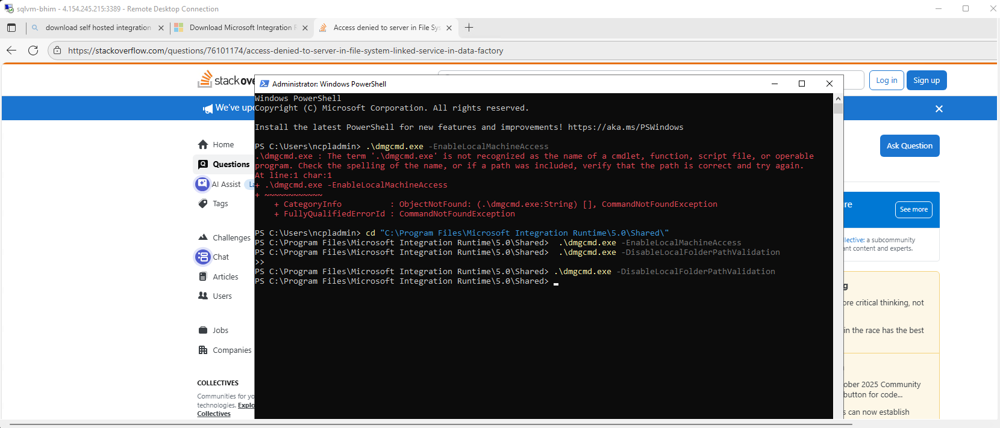 sqlvm-bhim - 4.154.245.215:3389 - Remote Desktop Connection
download self hosted integration
Download Microsoft Integration
Access denied to server in File Sys
https://stackoverflow.com/questions/76101174/access-denied-to-server-in-file-system-linked-service-in-data-factory
stack
Log in
Sign up
We've
Administrator: Windows PowerShell
Windows PowerShell
Copyright (C) Microsoft Corporation. All rights reserved.
Install the latest PowerShell for new features and improvements! https://aka.ms/PSWindows
PS C:\Users\ncpladmin> .\dmgcmd.exe -EnableLocalMachineAccess
.\dmgcmd.exe : The term '.\dmgcmd.exe' is not recognized as the name of a cmdlet, function, script file, or operable
program. Check the spelling of the name, or if a path was included, verify that the path is correct and try again.
At line:1 char:1
+ .\dmgcmd.exe -EnableLocalMachineAccess
+ ~~~~~~~~~~~~
    + CategoryInfo          : ObjectNotFound: (.\dmgcmd.exe:String) [], CommandNotFoundException
    + FullyQualifiedErrorId : CommandNotFoundException
PS C:\Users\ncpladmin> cd "C:\Program Files\Microsoft Integration Runtime\5.0\Shared\"
PS C:\Program Files\Microsoft Integration Runtime\5.0\Shared>  .\dmgcmd.exe -EnableLocalMachineAccess
PS C:\Program Files\Microsoft Integration Runtime\5.0\Shared>  .\dmgcmd.exe -DisableLocalFolderPathValidation
>>
PS C:\Program Files\Microsoft Integration Runtime\5.0\Shared> .\dmgcmd.exe -DisableLocalFolderPathValidation
PS C:\Program Files\Microsoft Integration Runtime\5.0\Shared>
Home
Questions
AI Assist
Tags
Challenges
Chat
Articles
Users
Jobs
Companies
COLLECTIVES
Communities for
technologies.
Collectives
Ask Question
See more
a subcommunity
content and experts.
critical thinking, not
in the race has the best
2025 Community
button for code...
can now establish